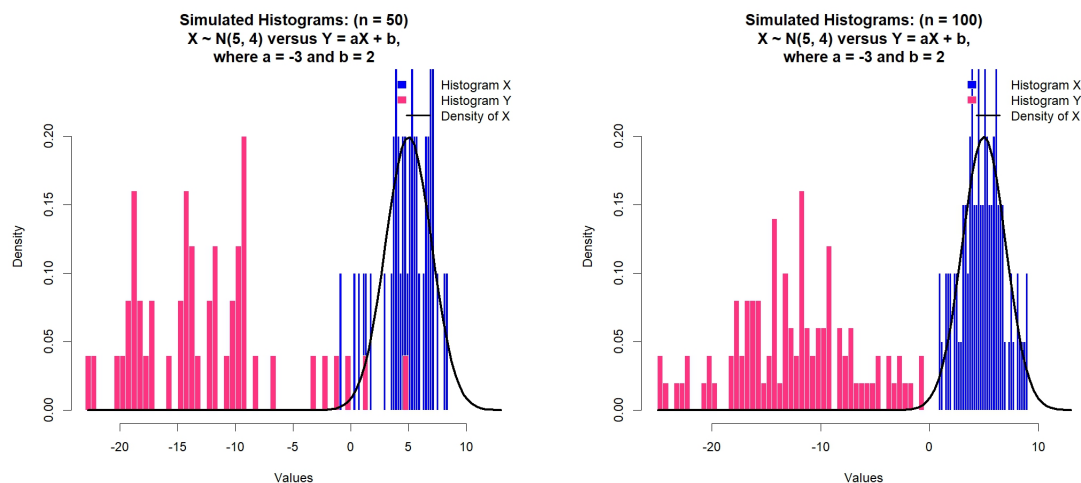 Simulated Histograms: (n = 50)
X ~ N(5, 4) versus Y = aX + b,
where a = -3 and b = 2
Histogram X
Histogram Y
Density of X
Density
0.20
0.15
0.10
0.05
0.00
-20
-15
-10
-5
0
5
10
Values
Simulated Histograms: (n = 100)
X ~ N(5, 4) versus Y = aX + b,
where a = -3 and b = 2
Histogram X
Histogram Y
Density of X
Density
0.20
0.15
0.10
0.05
0.00
-20
-10
0
10
Values